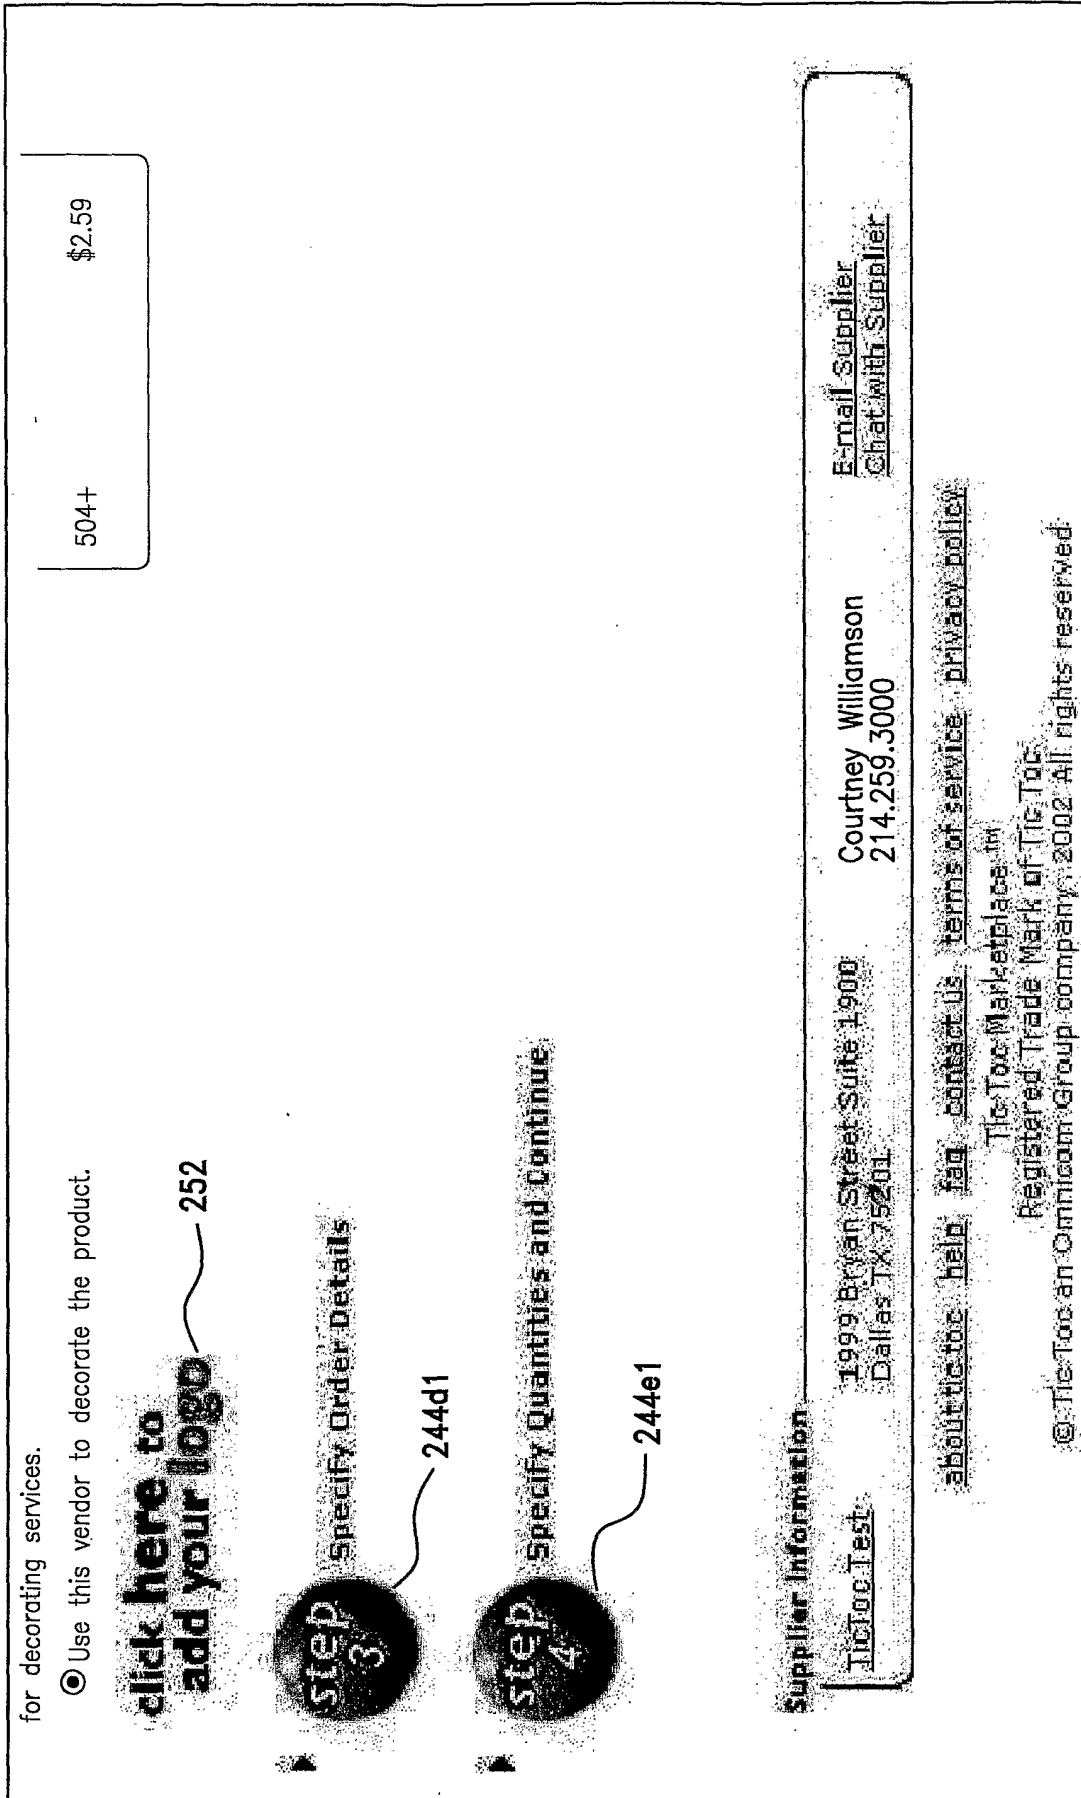 for decorating services.
Use this vendor to decorate the product.
504+ $2.59
click here to
add your logo
252
step
3
Specify Order Details
244d1
step
4
Specify Quantities and Continue
244e1
Supplier Information
TicTocTest
1999 Bryan Street Suite 1900
Dallas TX 75201
Courtney Williamson
214.259.3000
E-mail Supplier
Chat with Supplier
about tic toc help faq contact us terms of service privacy policy
Tic Toc Marketplace ™
Registered Trade Mark of Tic Toc
© Tic Toc an Omnicom Group company, 2002 All rights reserved